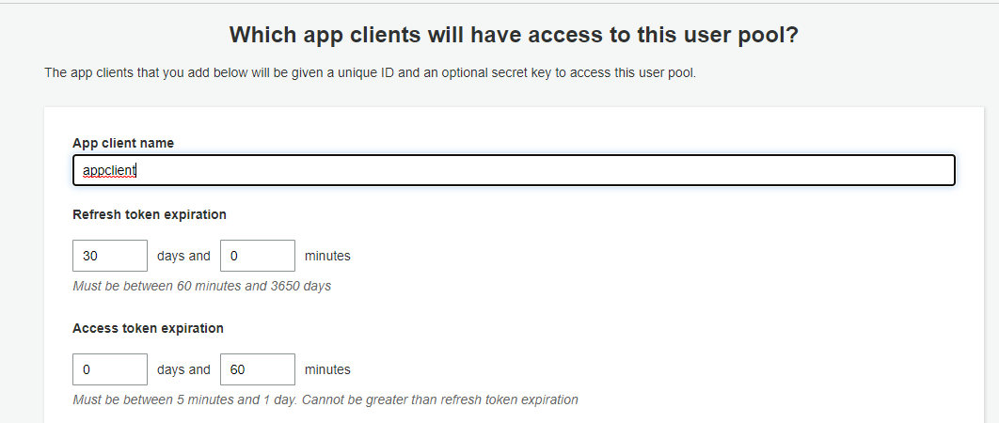 Which app clients will have access to this user pool?
The app clients that you add below will be given a unique ID and an optional secret key to access this user pool.
App client name
appclient
Refresh token expiration
30 days and 0 minutes
Must be between 60 minutes and 3650 days
Access token expiration
0 days and 60 minutes
Must be between 5 minutes and 1 day. Cannot be greater than refresh token expiration